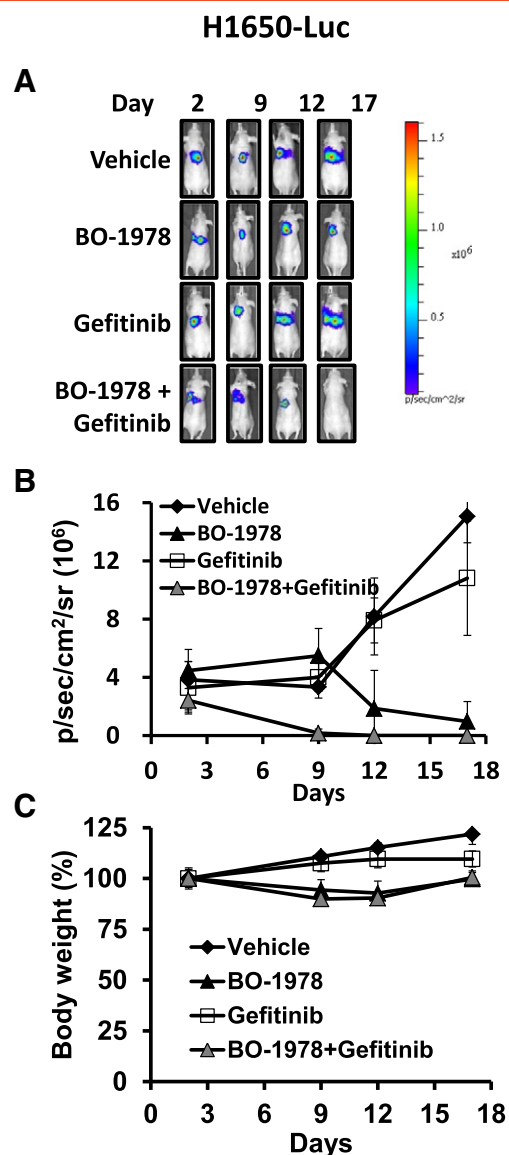 H1650-Luc
A
Day 2 9 12 17
Vehicle
BO-1978
Gefitinib
BO-1978 +
Gefitinib
1.5
1.0
x10⁶
0.5
p/sec/cm^2/sr
B
p/sec/cm²/sr (10⁶)
16
12
8
4
0
Vehicle
BO-1978
Gefitinib
BO-1978+Gefitinib
0 3 6 9 12 15 18
Days
C
Body weight (%)
125
100
75
50
25
0
Vehicle
BO-1978
Gefitinib
BO-1978+Gefitinib
0 3 6 9 12 15 18
Days